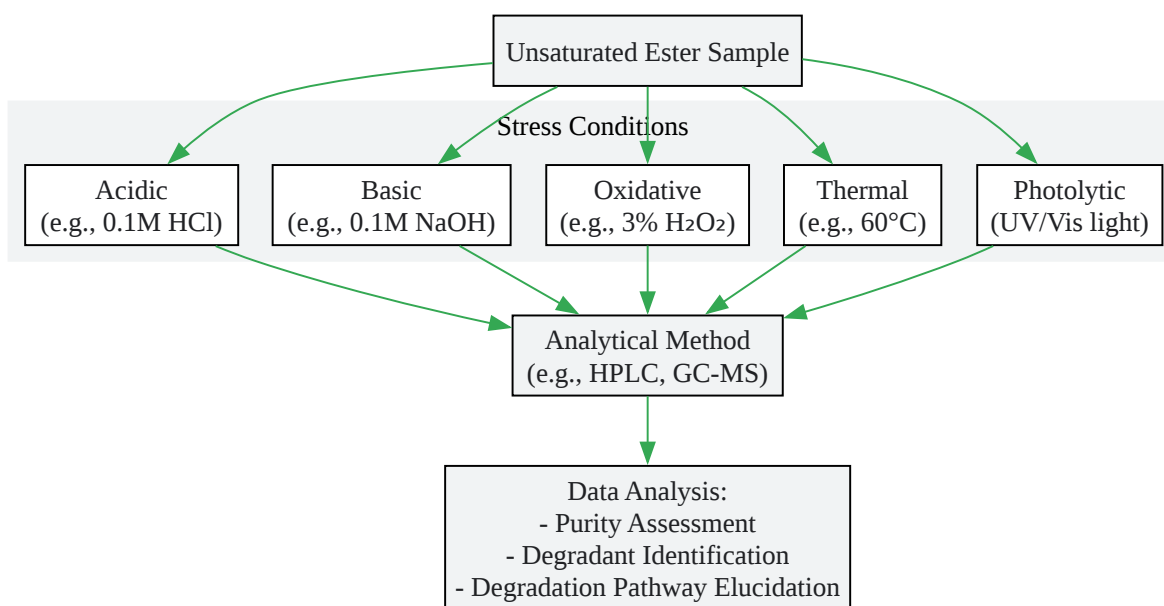 Unsaturated Ester Sample
Stress Conditions
Acidic
(e.g., 0.1M HCl)
Basic
(e.g., 0.1M NaOH)
Oxidative
(e.g., 3% H₂O₂)
Thermal
(e.g., 60°C)
Photolytic
(UV/Vis light)
Analytical Method
(e.g., HPLC, GC-MS)
Data Analysis:
- Purity Assessment
- Degradant Identification
- Degradation Pathway Elucidation